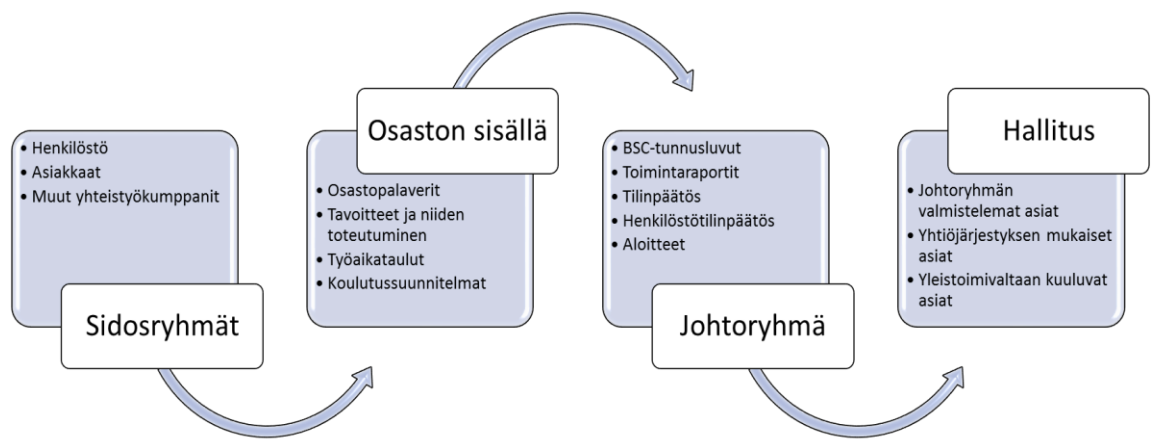 • Henkilöstö
• Asiakkaat
• Muut yhteistyökumppanit
Sidosryhmät
Osaston sisällä
• Osastopalaverit
• Tavoitteet ja niiden
toteutuminen
• Työaikataulut
• Koulutussuunnitelmat
• BSC-tunnusluvut
• Toimintaraportit
• Tilinpäätös
• Henkilöstötilinpäätös
• Aloitteet
Johtoryhmä
Hallitus
• Johtoryhmän
valmistelemat asiat
• Yhtiöjärjestyksen mukaiset
asiat
• Yleistoimivaltaan kuuluvat
asiat